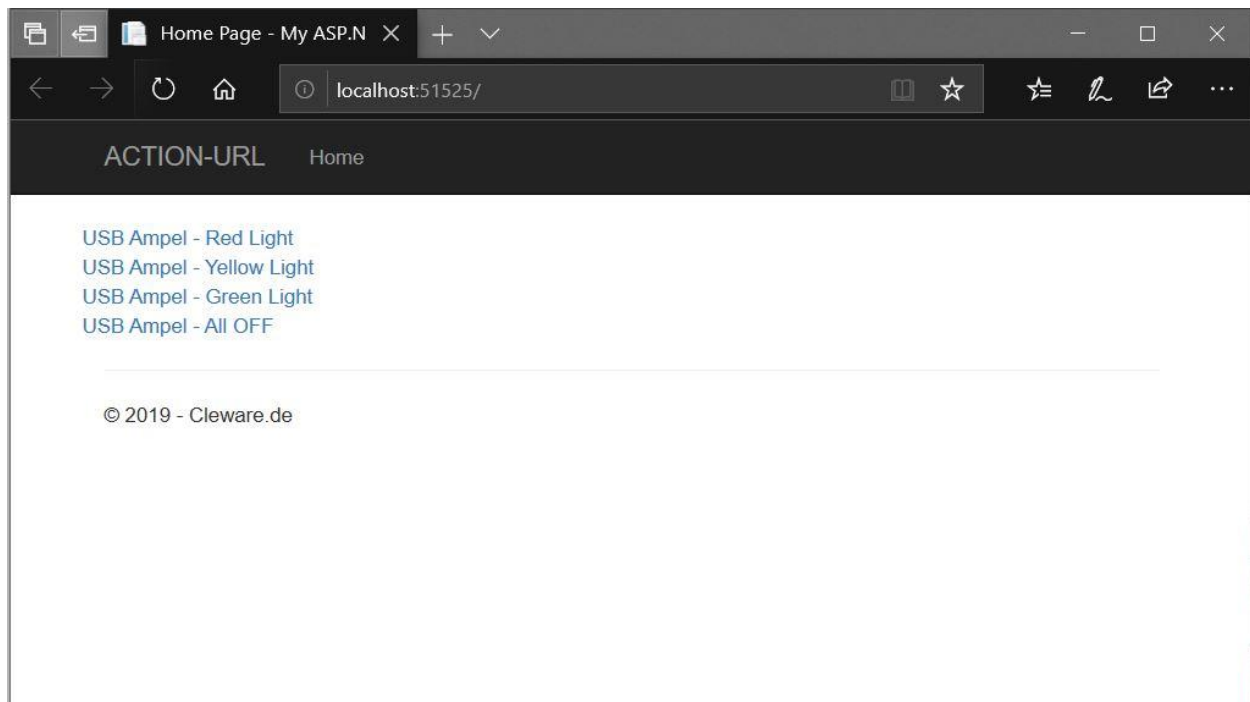 Home Page - My ASP.N
localhost:51525/
ACTION-URL Home
USB Ampel - Red Light
USB Ampel - Yellow Light
USB Ampel - Green Light
USB Ampel - All OFF
© 2019 - Cleware.de